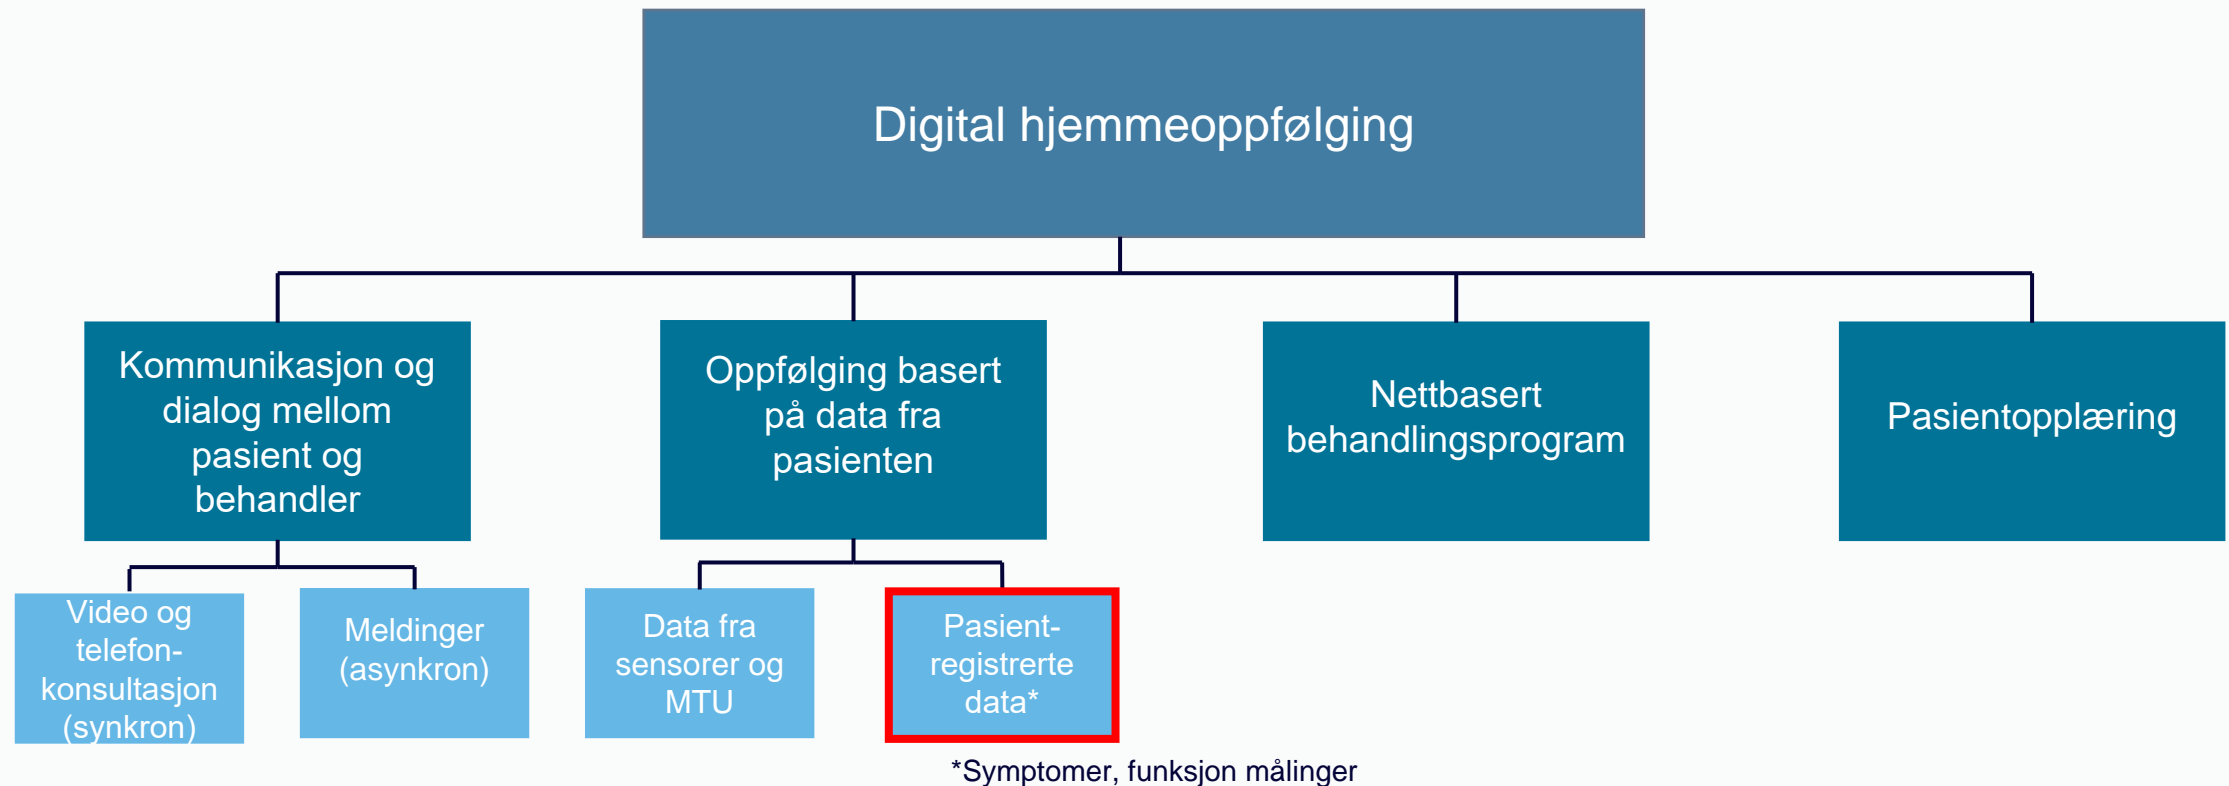 Digital hjemmeoppfølging
Kommunikasjon og
dialog mellom
pasient og
behandler
Oppfølging basert
på data fra
pasienten
Nettbasert
behandlingsprogram
Pasientopplæring
Video og
telefon-
konsultasjon
(synkron)
Meldinger
(asynkron)
Data fra
sensorer og
MTU
Pasient-
registrerte
data*
*Symptomer, funksjon målinger